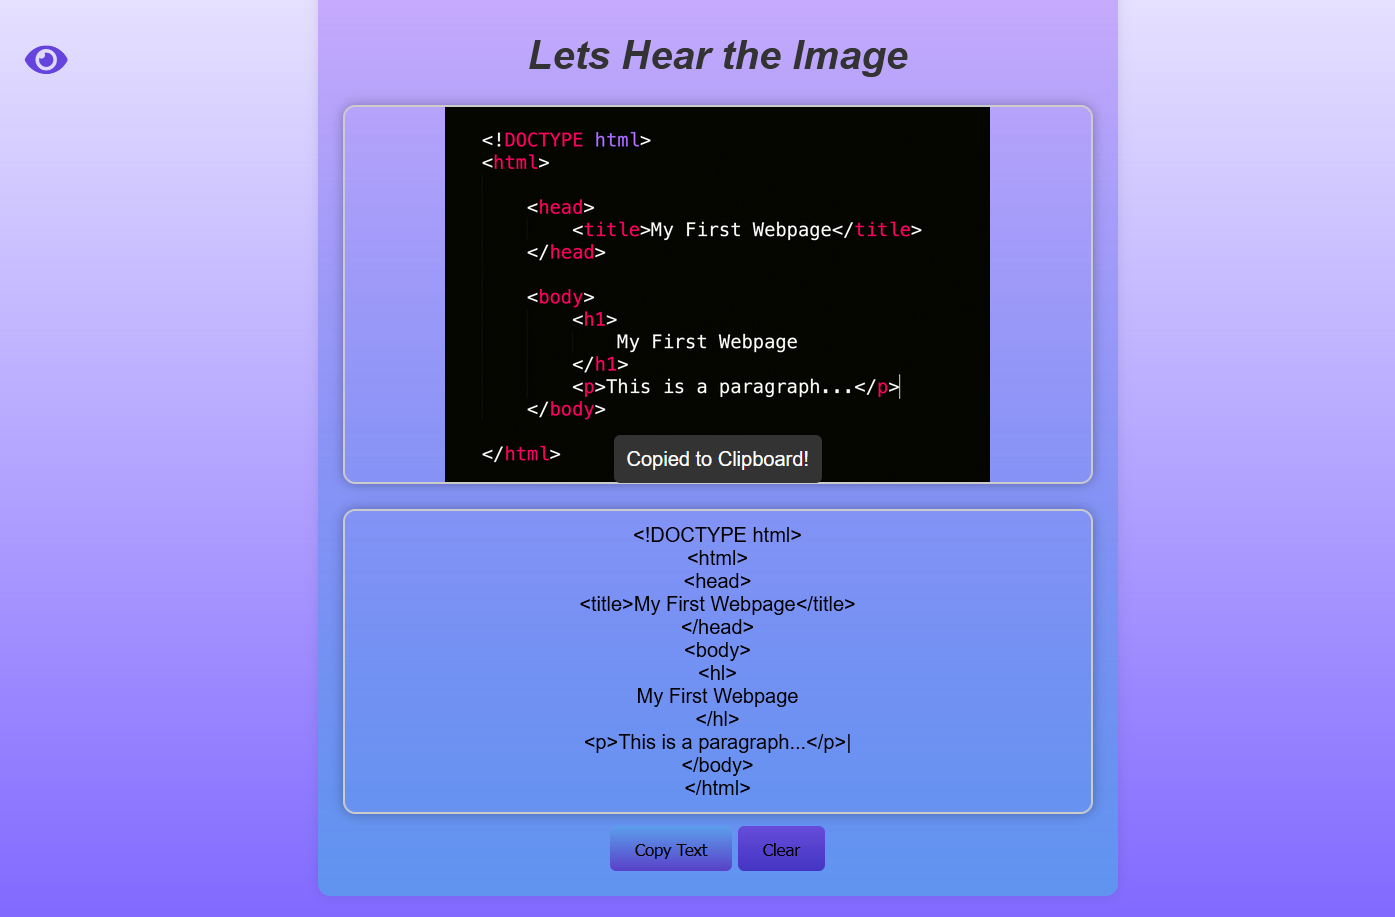 Lets Hear the Image
<!DOCTYPE html>
<html>
<head>
<title>My First Webpage</title>
</head>
<body>
<h1>
My First Webpage
</h1>
<p>This is a paragraph...</p>
</body>
</html>
Copied to Clipboard!
<!DOCTYPE html>
<html>
<head>
<title>My First Webpage</title>
</head>
<body>
<hl>
My First Webpage
</hl>
<p>This is a paragraph...</p>|
</body>
</html>
Copy Text
Clear